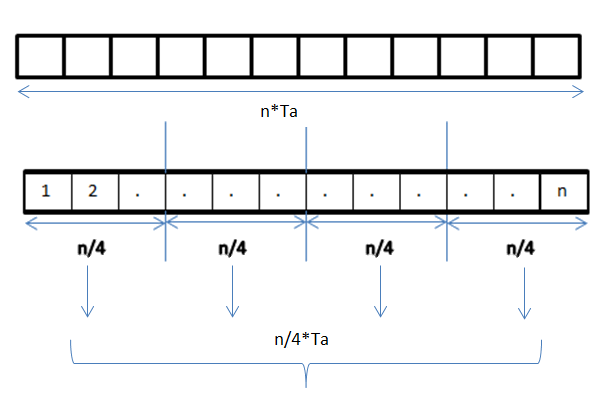 n*Ta
1 2 . . . . . . . . . n
n/4 n/4 n/4 n/4
n/4*Ta